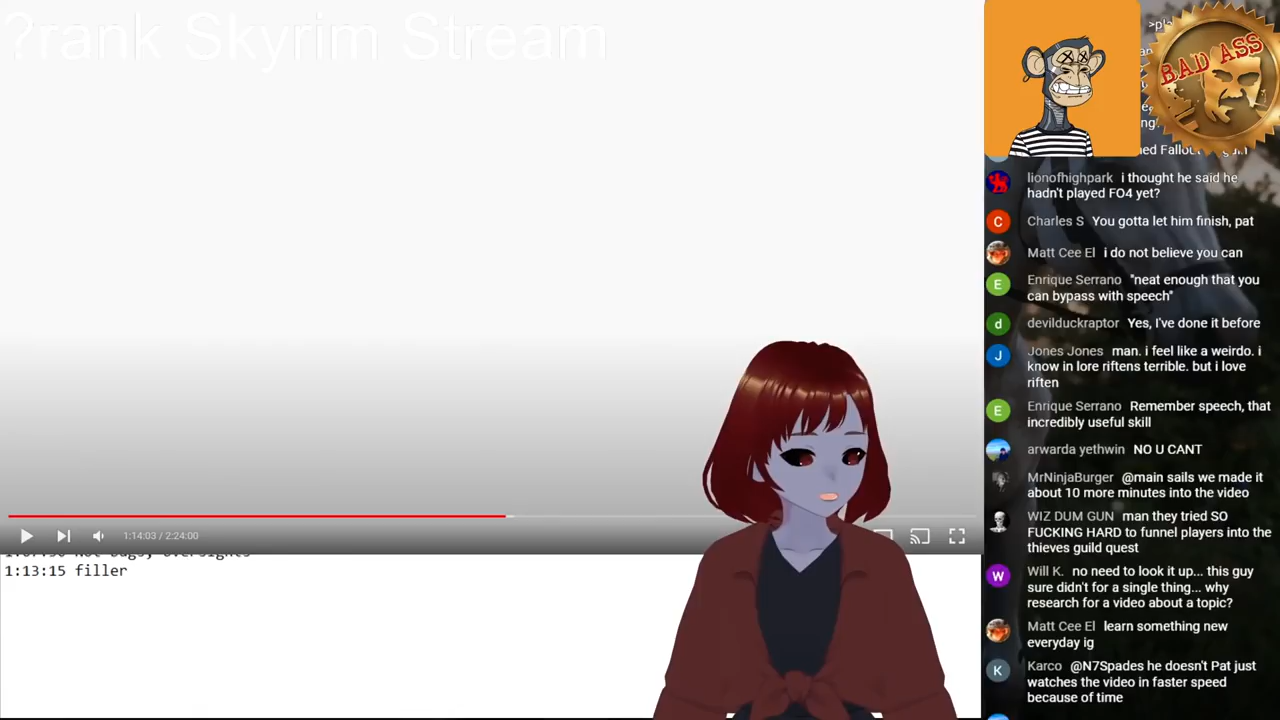 ?rank Skyrim Stream
1:14:03 / 2:24:00
1:13:15 filler
BAD ASS
lionofhighpark i thought he said he
hadn't played FO4 yet?
C Charles S You gotta let him finish, pat
Matt Cee El i do not believe you can
E Enrique Serrano "neat enough that you
can bypass with speech"
d devilduckraptor Yes, I've done it before
J Jones Jones man. i feel like a weirdo. i
know in lore riftens terrible. but i love
riften
E Enrique Serrano Remember speech, that
incredibly useful skill
arwarda yethwin NO U CANT
MrNinjaBurger @main sails we made it
about 10 more minutes into the video
WIZ DUM GUN man they tried SO
FUCKING HARD to funnel players into the
thieves guild quest
W Will K. no need to look it up... this guy
sure didn't for a single thing... why
research for a video about a topic?
Matt Cee El learn something new
everyday ig
K Karco @N7Spades he doesn't Pat just
watches the video in faster speed
because of time